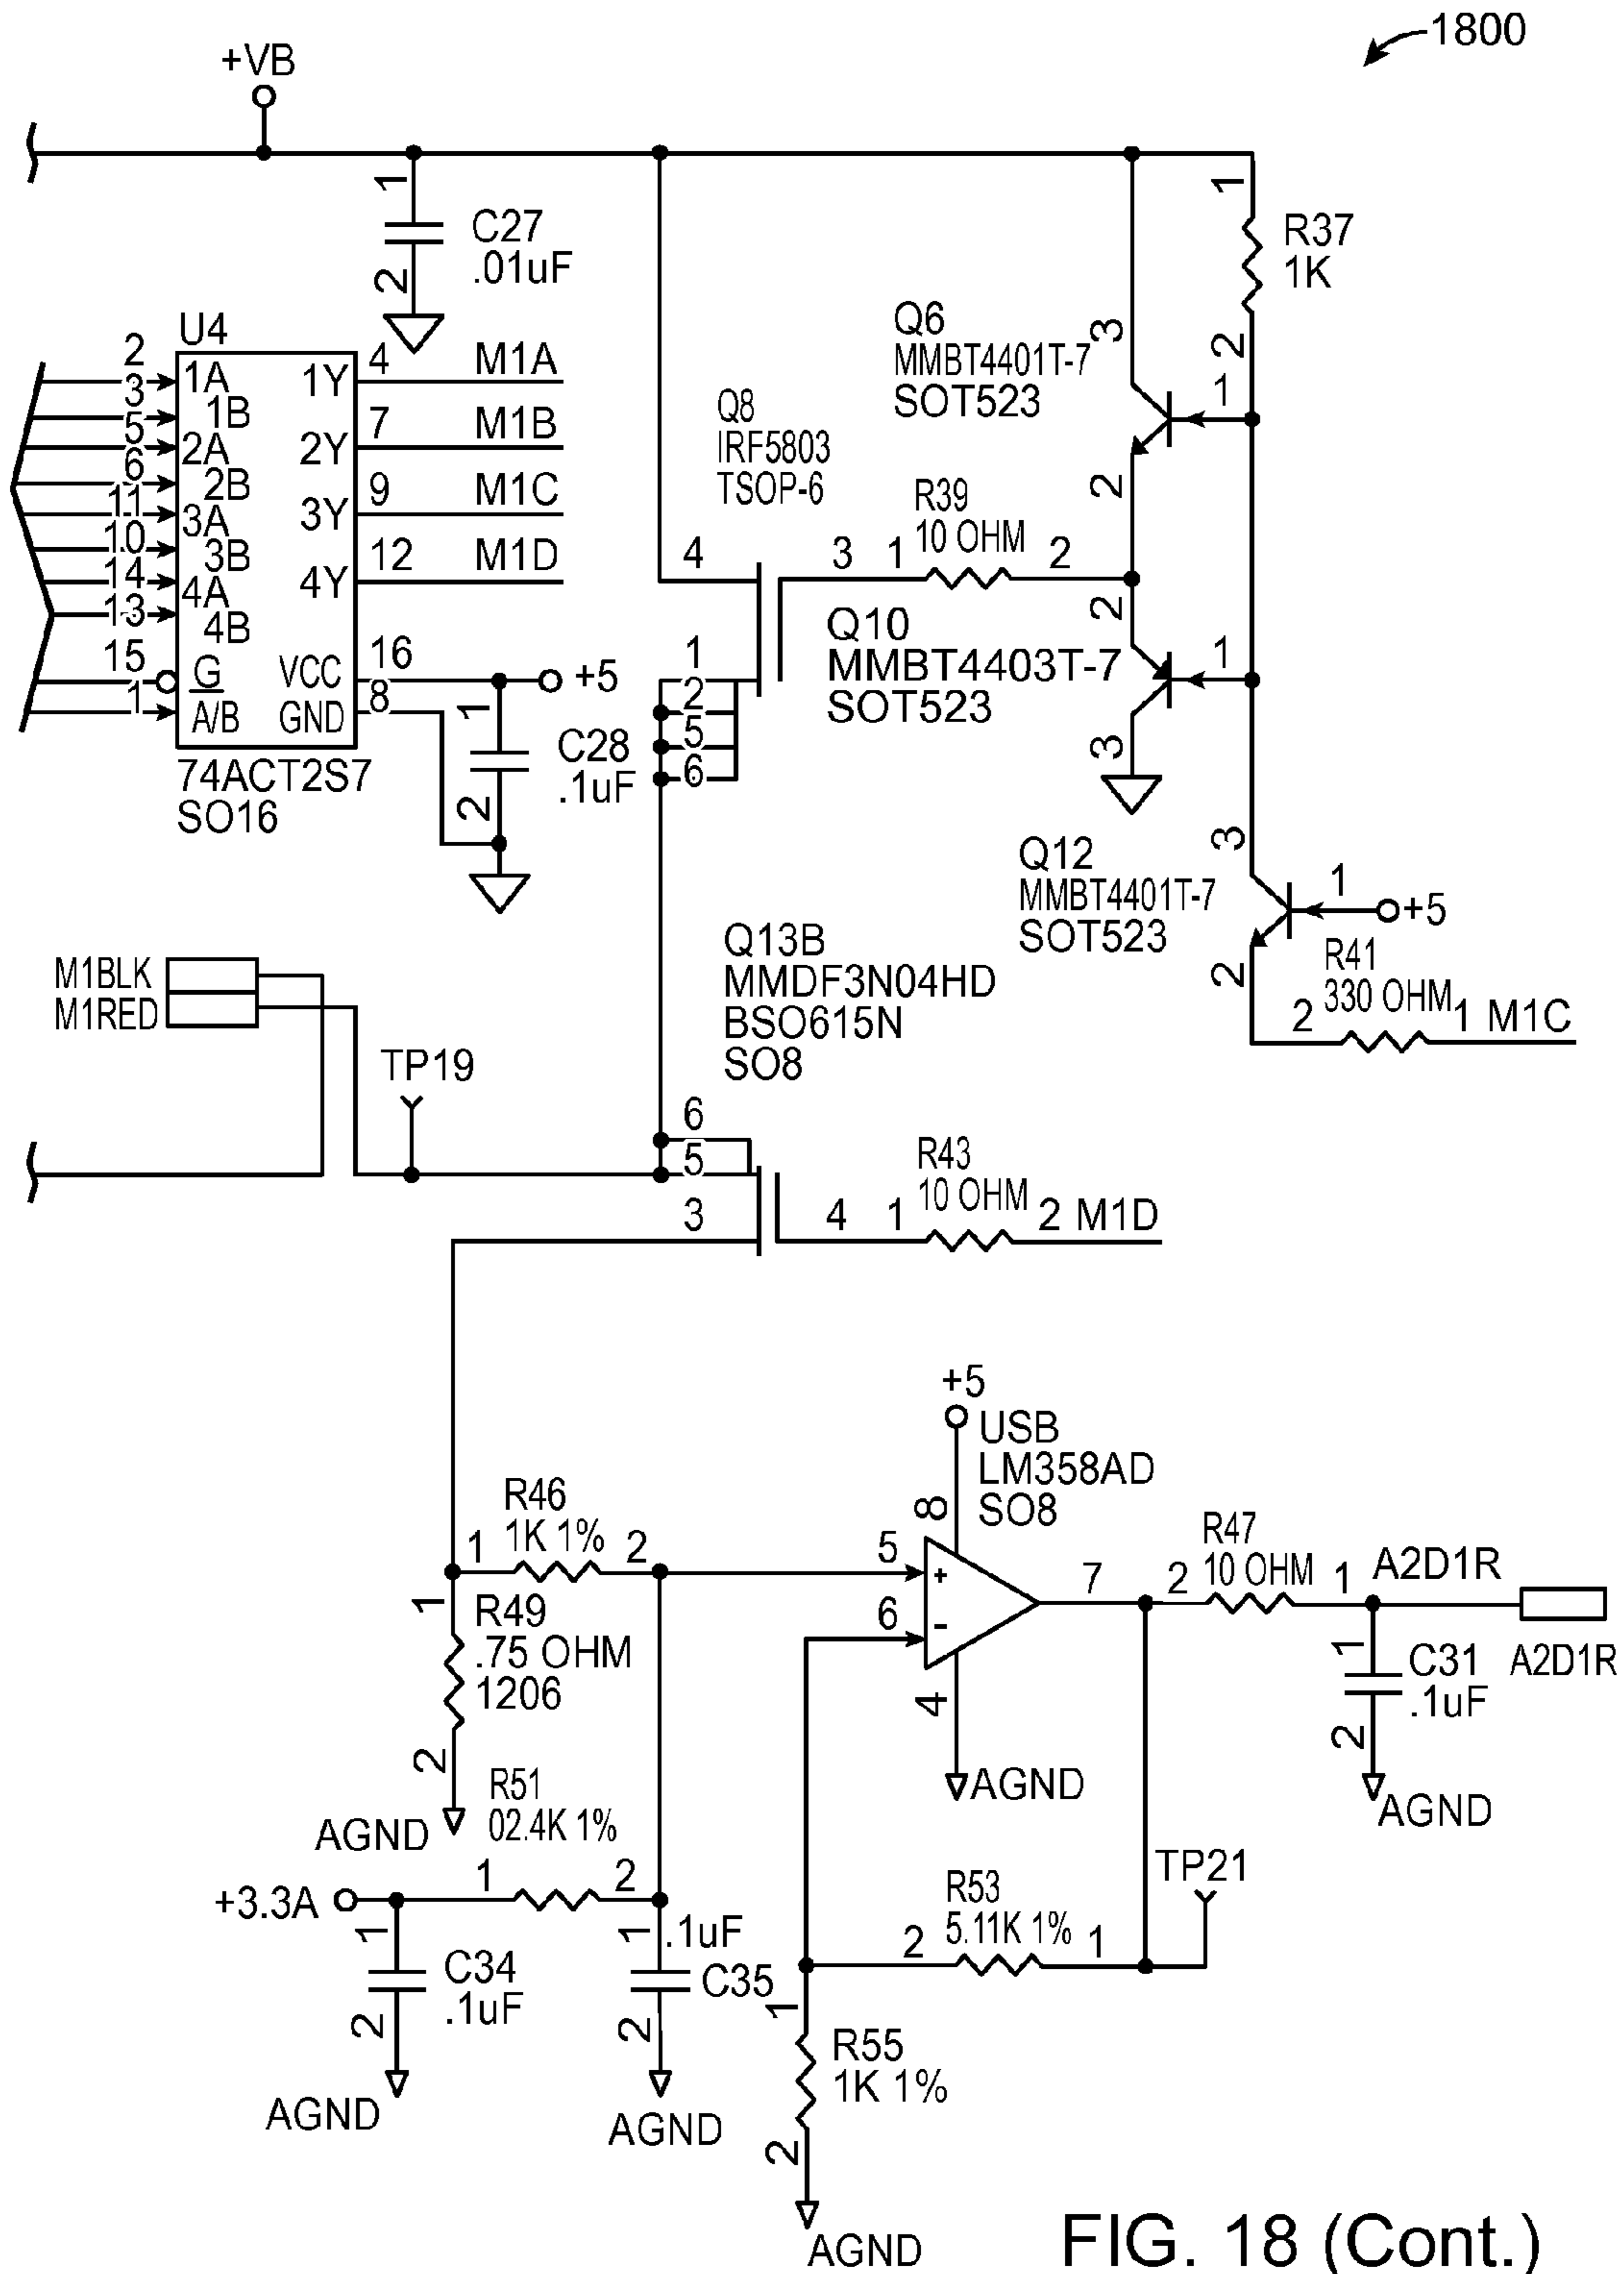 1800
+VB
1
C27
.01uF
2
1
R37
1K
2
U4
2 1A 1Y 4 M1A
3 1B
5 2A 2Y 7 M1B
6 2B
11 3A 3Y 9 M1C
10 3B
14 4A 4Y 12 M1D
13 4B
15 G VCC 16 +5
1 A/B GND 8
74ACT2S7
SO16
1
C28
.1uF
2
Q6
MMBT4401T-7
SOT523
3
1
2
Q8
IRF5803
TSOP-6
4
3
1
2
5
6
R39
1 10 OHM 2
Q10
MMBT4403T-7
SOT523
2
1
3
Q12
MMBT4401T-7
SOT523
3
1 +5
2
R41
2 330 OHM 1 M1C
M1BLK
M1RED
TP19
Q13B
MMDF3N04HD
BSO615N
SO8
6
5
3
4
R43
1 10 OHM 2 M1D
+5
USB
LM358AD
SO8
8
R46
1 1K 1% 2
5 +
6 -
7
4
AGND
R47
2 10 OHM 1
A2D1R
A2D1R
1
C31
.1uF
2
AGND
1
R49
.75 OHM
1206
2
AGND
R51
02.4K 1%
+3.3A
1 2
1
C34
.1uF
2
AGND
1 .1uF
C35
2
AGND
TP21
R53
2 5.11K 1% 1
1
R55
1K 1%
2
AGND
FIG. 18 (Cont.)